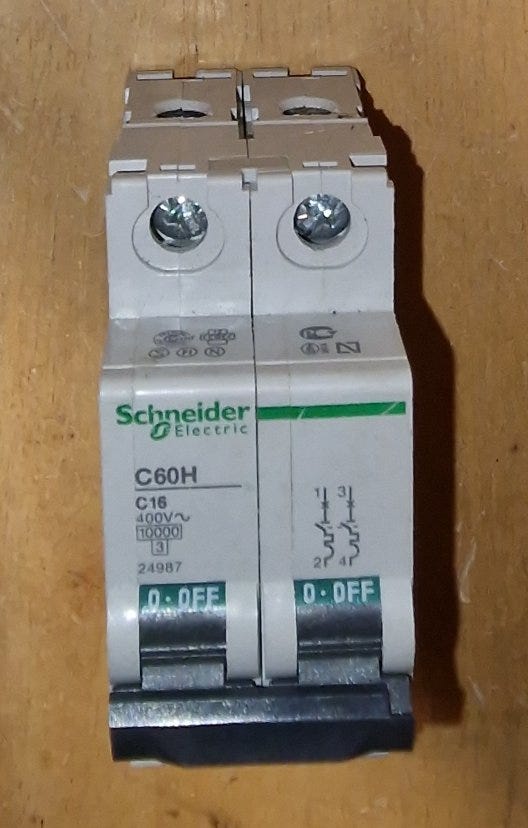 Schneider
Electric
C60H
C16
400V~
10000
3
24987
1 3
2 4
O·OFF O·OFF